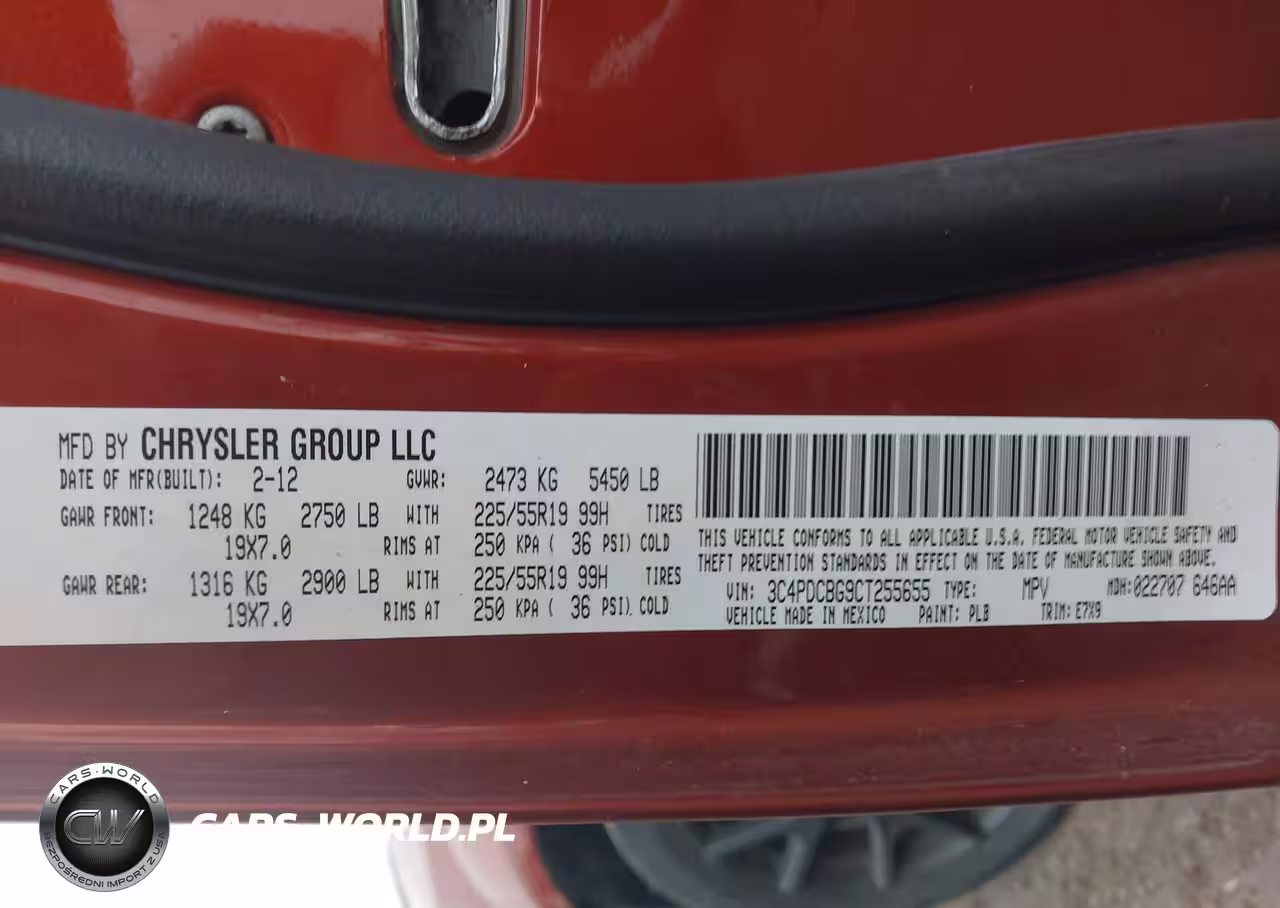 MFD BY CHRYSLER GROUP LLC
DATE OF MFR(BUILT): 2-12 GVWR: 2473 KG 5450 LB
GAWR FRONT: 1248 KG 2750 LB WITH 225/55R19 99H TIRES
19X7.0 RIMS AT 250 KPA ( 36 PSI) COLD
GAWR REAR: 1316 KG 2900 LB WITH 225/55R19 99H TIRES
19X7.0 RIMS AT 250 KPA ( 36 PSI) COLD
THIS VEHICLE CONFORMS TO ALL APPLICABLE U.S.A. FEDERAL MOTOR VEHICLE SAFETY AND
THEFT PREVENTION STANDARDS IN EFFECT ON THE DATE OF MANUFACTURE SHOWN ABOVE.
VIN: 3C4PDCBG9CT255655 TYPE: MPV MDH:022707 646AA
VEHICLE MADE IN MEXICO PAINT: PLB TRIM: E7X9
CARS-WORLD
CW
BEZPOŚREDNI IMPORT Z USA
CARS-WORLD.PL